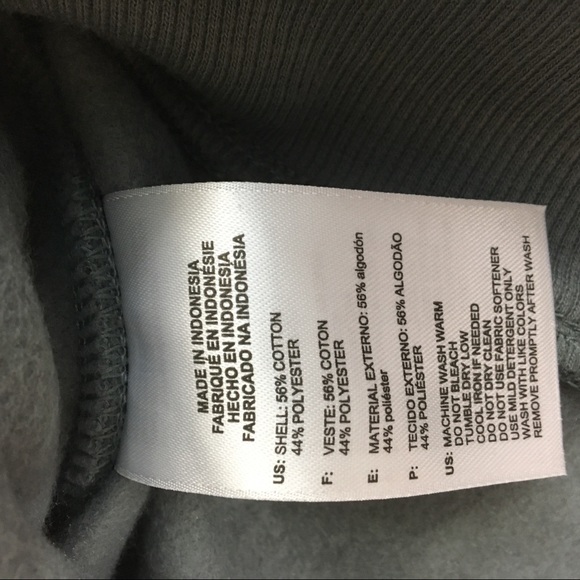 MADE IN INDONESIA
FABRIQUÉ EN INDONÉSIE
HECHO EN INDONESIA
FABRICADO NA INDONÉSIA
US: SHELL: 56% COTTON
44% POLYESTER
F: VESTE: 56% COTON
44% POLYESTER
E: MATERIAL EXTERNO: 56% algodón
44% poliéster
P: TECIDO EXTERNO: 56% ALGODÃO
44% POLIÉSTER
US: MACHINE WASH WARM
DO NOT BLEACH
TUMBLE DRY LOW
COOL IRON IF NEEDED
DO NOT DRY CLEAN
DO NOT USE FABRIC SOFTENER
USE MILD DETERGENT ONLY
WASH WITH LIKE COLORS
REMOVE PROMPTLY AFTER WASH